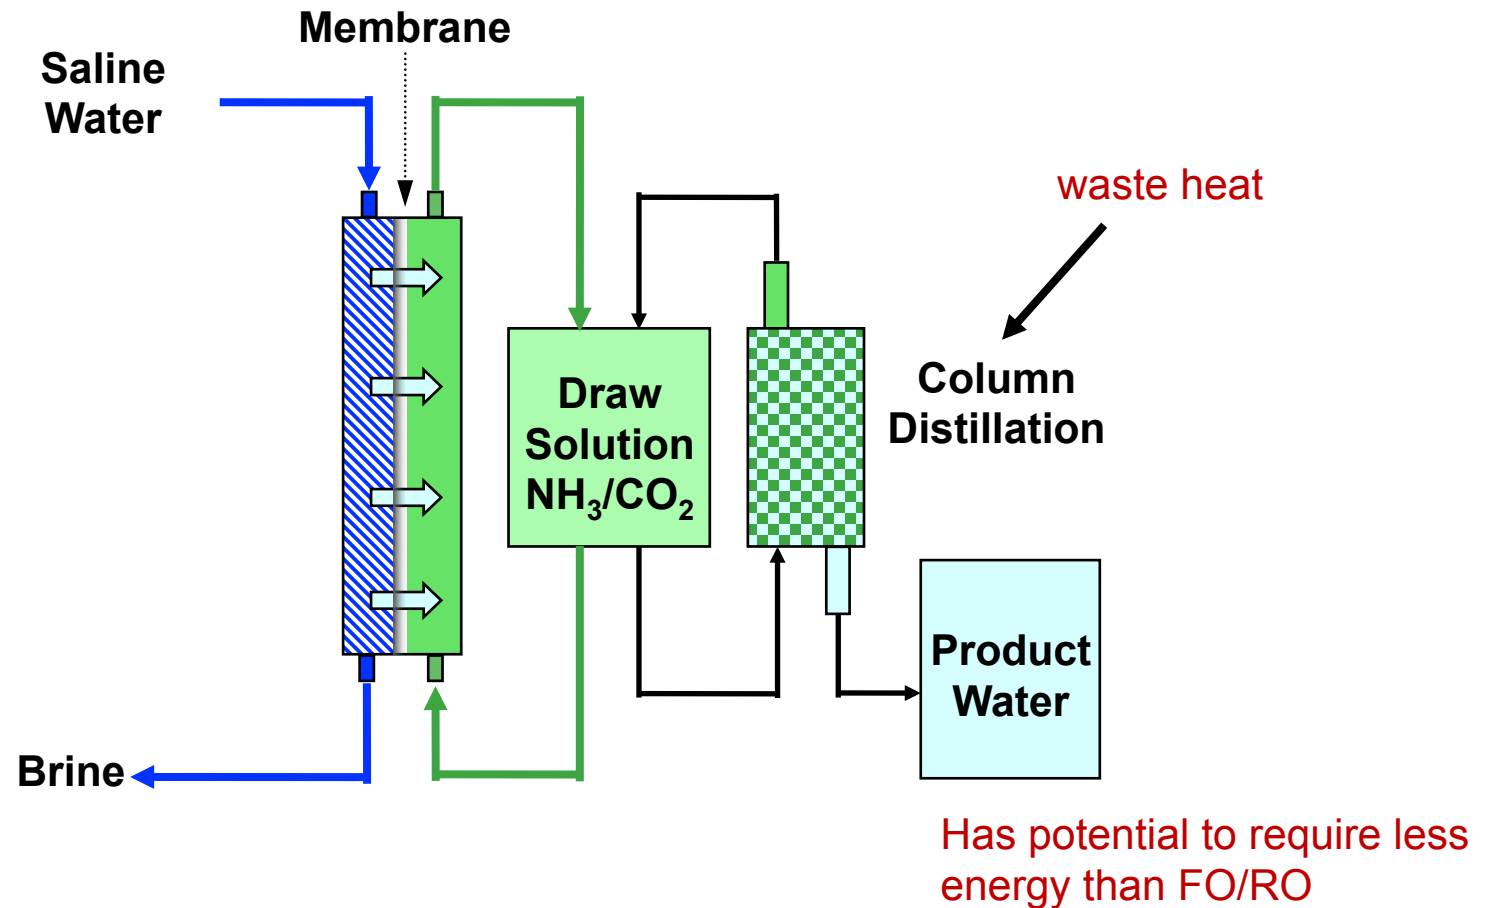 Membrane
Saline
Water
waste heat
Column
Distillation
Draw
Solution
NH₃/CO₂
Product
Water
Brine
Has potential to require less
energy than FO/RO